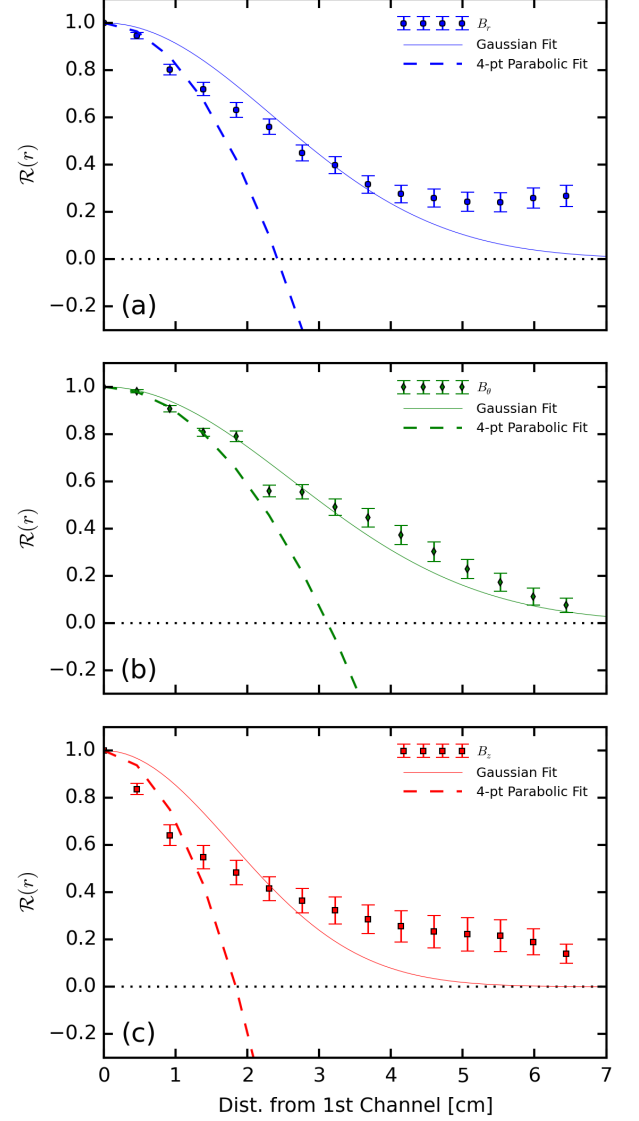 1.0
0.8
0.6
0.4
0.2
0.0
−0.2
R(r)
B_r
Gaussian Fit
4-pt Parabolic Fit
(a)
1.0
0.8
0.6
0.4
0.2
0.0
−0.2
R(r)
B_θ
Gaussian Fit
4-pt Parabolic Fit
(b)
1.0
0.8
0.6
0.4
0.2
0.0
−0.2
R(r)
B_z
Gaussian Fit
4-pt Parabolic Fit
(c)
0 1 2 3 4 5 6 7
Dist. from 1st Channel [cm]